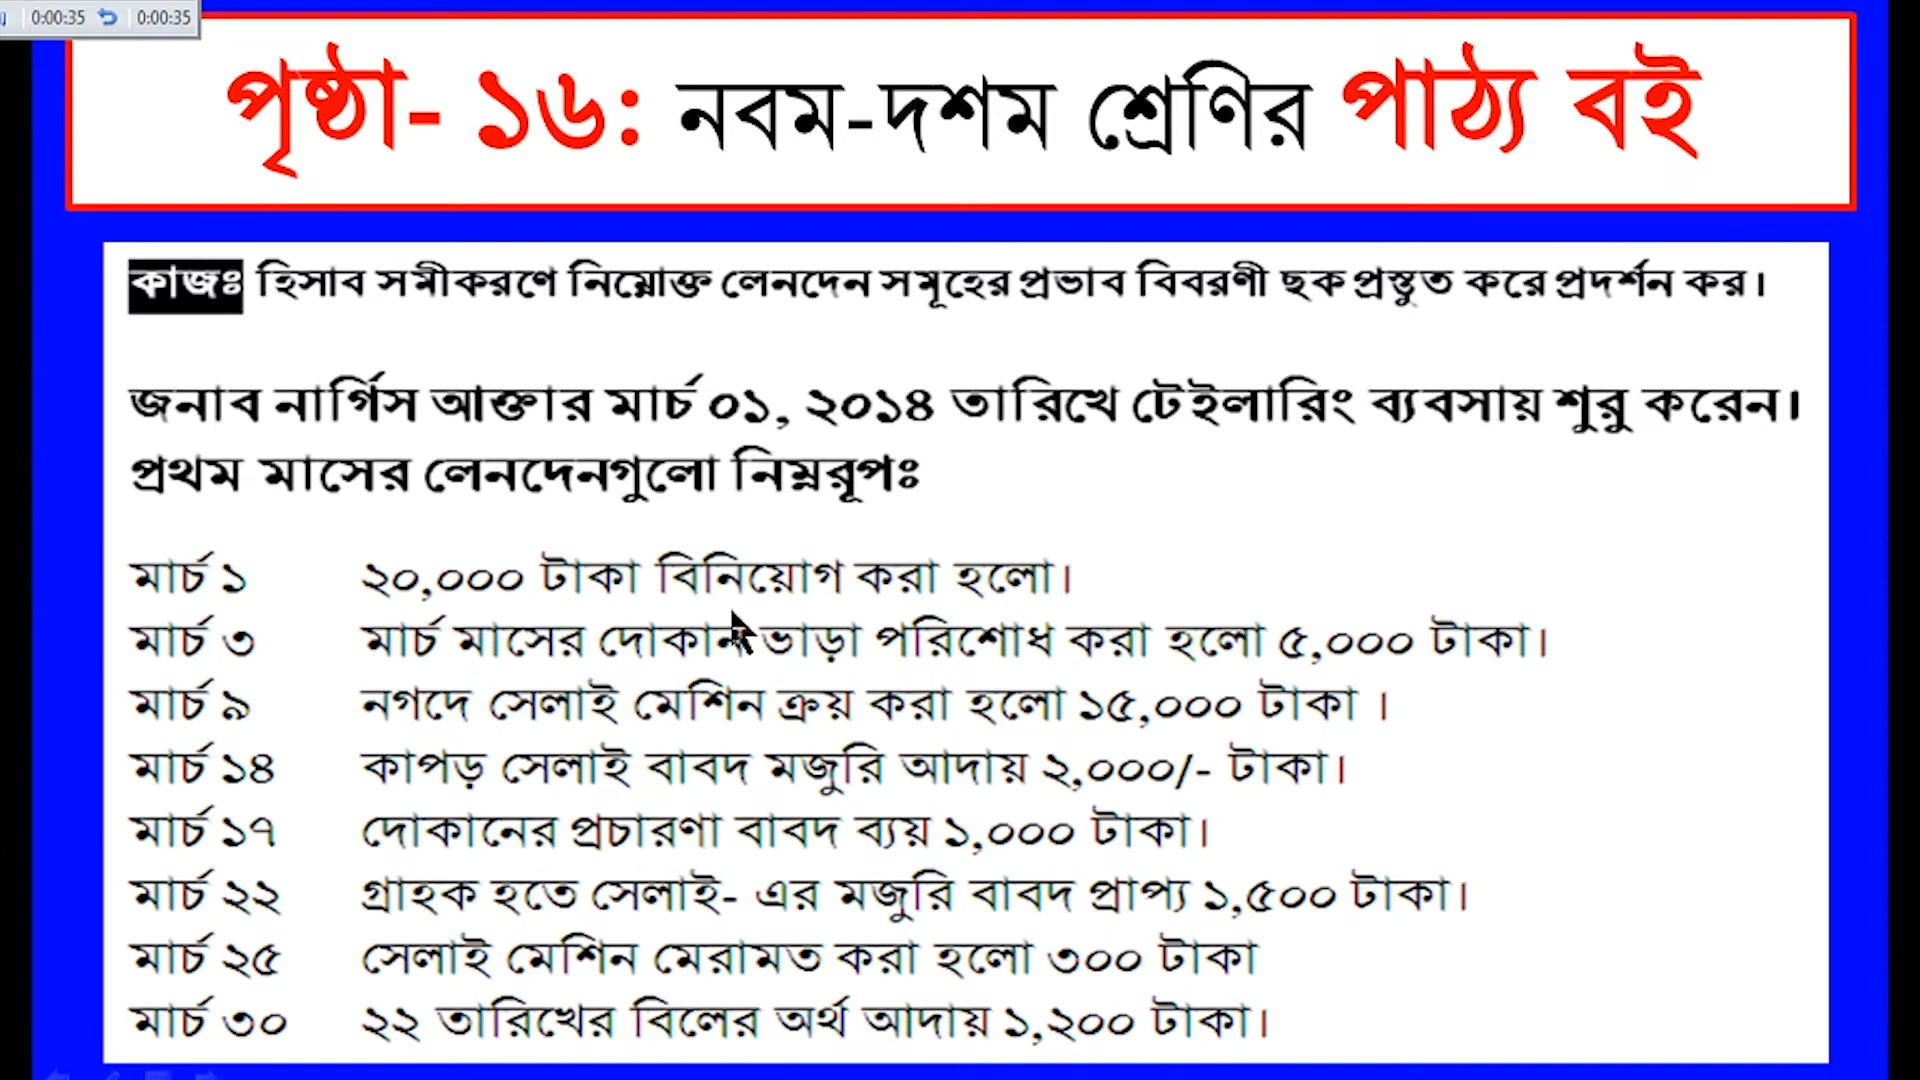 0:00:35 0:00:35
পৃষ্ঠা- ১৬: নবম-দশম শ্রেণির পাঠ্য বই
কাজঃ হিসাব সমীকরণে নিম্নোক্ত লেনদেন সমূহের প্রভাব বিবরণী ছক প্রস্তুত করে প্রদর্শন কর।
জনাব নার্গিস আক্তার মার্চ ০১, ২০১৪ তারিখে টেইলারিং ব্যবসায় শুরু করেন।
প্রথম মাসের লেনদেনগুলো নিম্নরূপঃ
মার্চ ১ ২০,০০০ টাকা বিনিয়োগ করা হলো।
মার্চ ৩ মার্চ মাসের দোকান ভাড়া পরিশোধ করা হলো ৫,০০০ টাকা।
মার্চ ৯ নগদে সেলাই মেশিন ক্রয় করা হলো ১৫,০০০ টাকা ।
মার্চ ১৪ কাপড় সেলাই বাবদ মজুরি আদায় ২,০০০/- টাকা।
মার্চ ১৭ দোকানের প্রচারণা বাবদ ব্যয় ১,০০০ টাকা।
মার্চ ২২ গ্রাহক হতে সেলাই- এর মজুরি বাবদ প্রাপ্য ১,৫০০ টাকা।
মার্চ ২৫ সেলাই মেশিন মেরামত করা হলো ৩০০ টাকা
মার্চ ৩০ ২২ তারিখের বিলের অর্থ আদায় ১,২০০ টাকা।